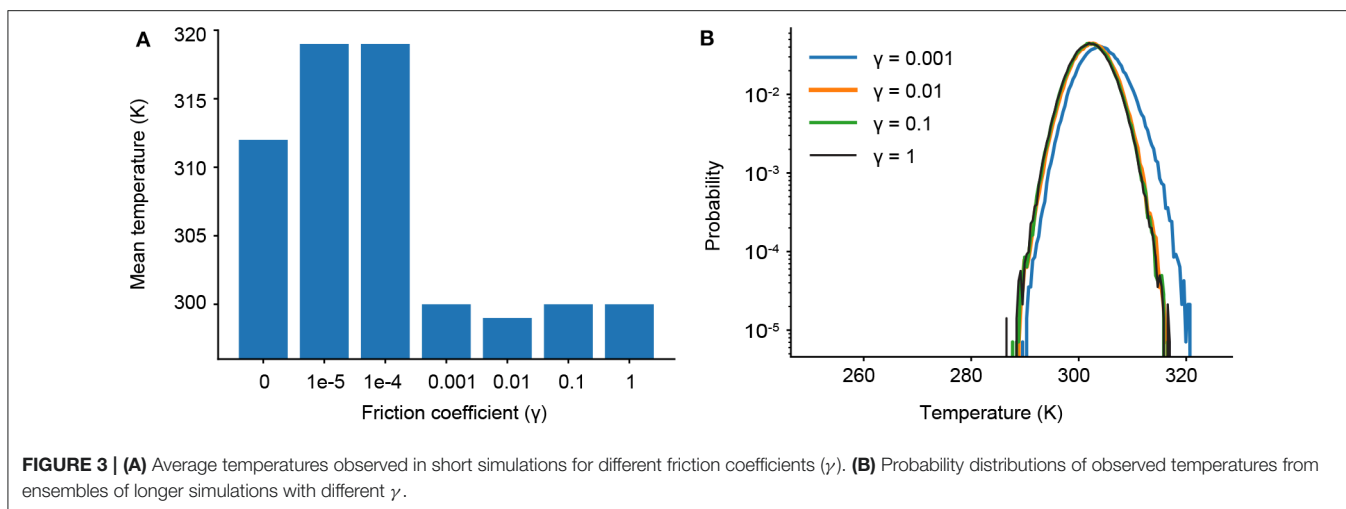 A
320
315
310
305
300
Mean temperature (K)
0 1e-5 1e-4 0.001 0.01 0.1 1
Friction coefficient (γ)
B
γ = 0.001
γ = 0.01
γ = 0.1
γ = 1
10-2
10-3
10-4
10-5
Probability
260 280 300 320
Temperature (K)
FIGURE 3 | (A) Average temperatures observed in short simulations for different friction coefficients (γ). (B) Probability distributions of observed temperatures from
ensembles of longer simulations with different γ.